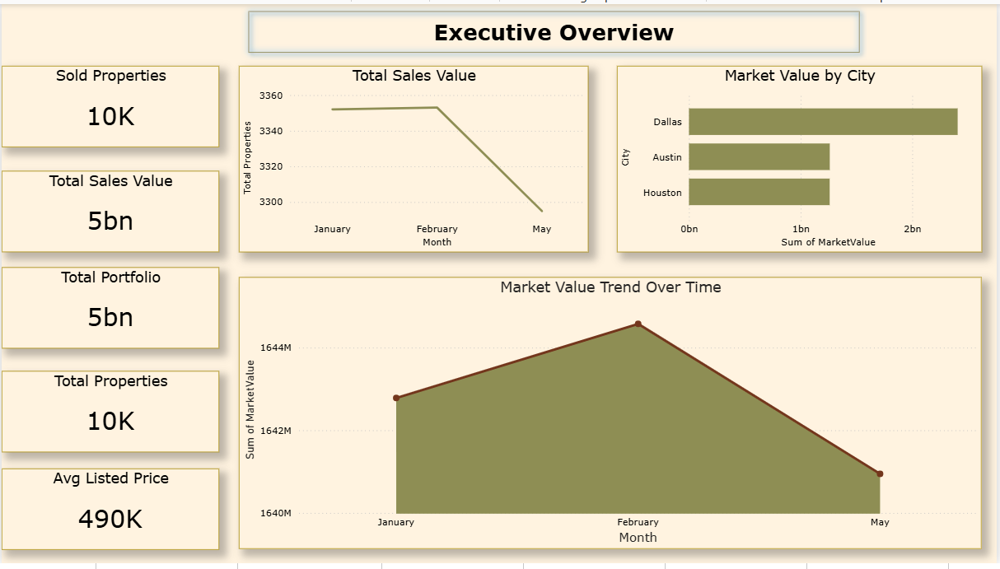 Executive Overview
Sold Properties
10K
Total Sales Value
5bn
Total Portfolio
5bn
Total Properties
10K
Avg Listed Price
490K
Total Sales Value
Total Properties
3360
3340
3320
3300
January February May
Month
Market Value by City
City
Dallas
Austin
Houston
0bn 1bn 2bn
Sum of MarketValue
Market Value Trend Over Time
Sum of MarketValue
1644M
1642M
1640M
January February May
Month